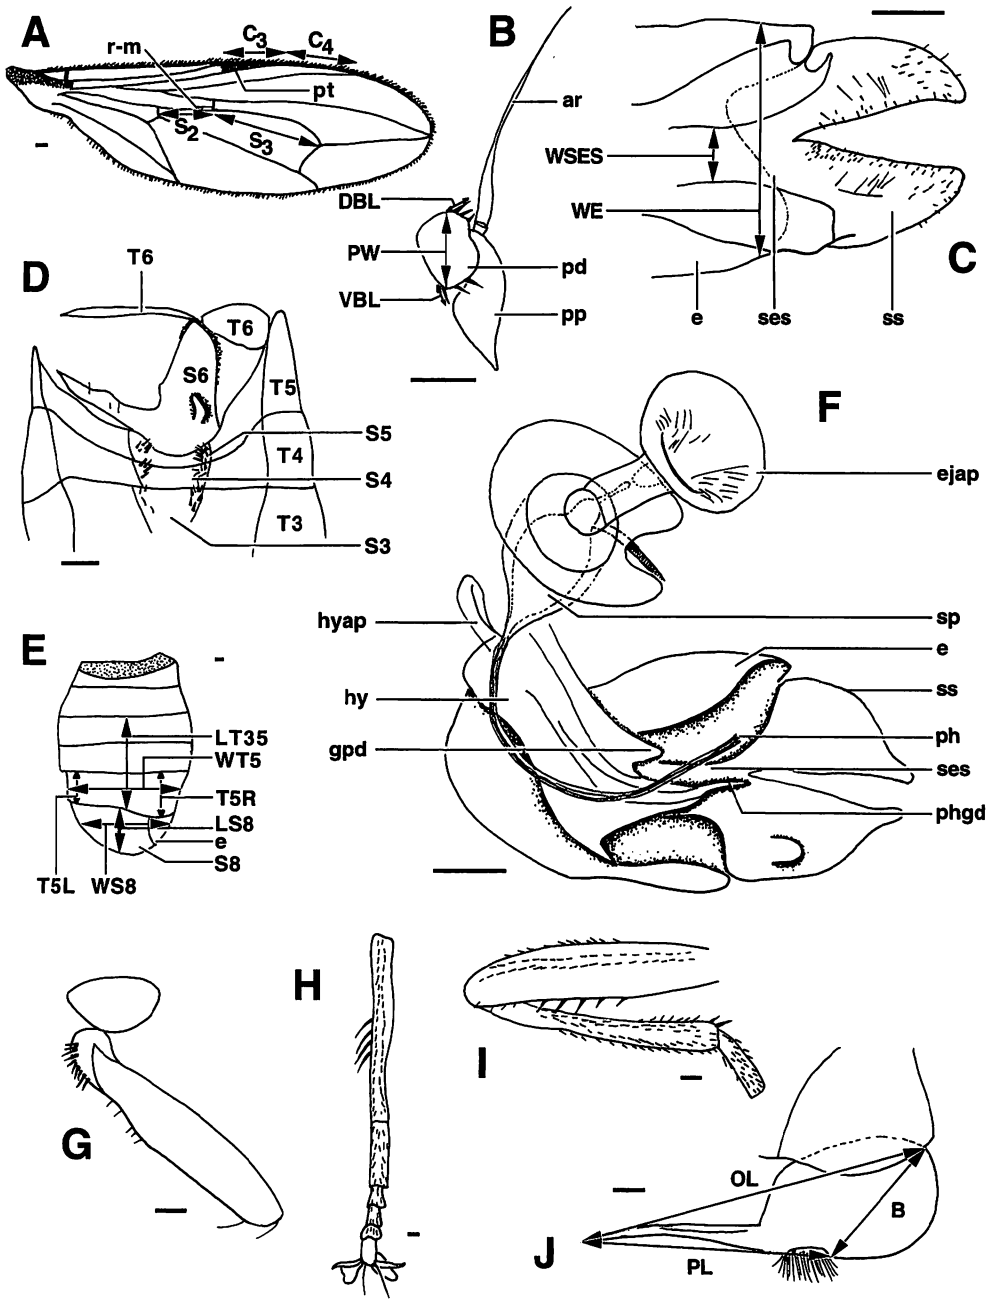 A
r-m
C3
C4
pt
S2
S3
B
ar
DBL
PW
VBL
pd
pp
WSES
WE
C
e
ses
ss
D
T6
T6
S6
T5
S5
T4
S4
T3
S3
F
ejap
hyap
sp
e
hy
ss
gpd
ph
ses
phgd
E
LT35
WT5
T5R
LS8
e
S8
T5L
WS8
G
H
I
J
OL
B
PL